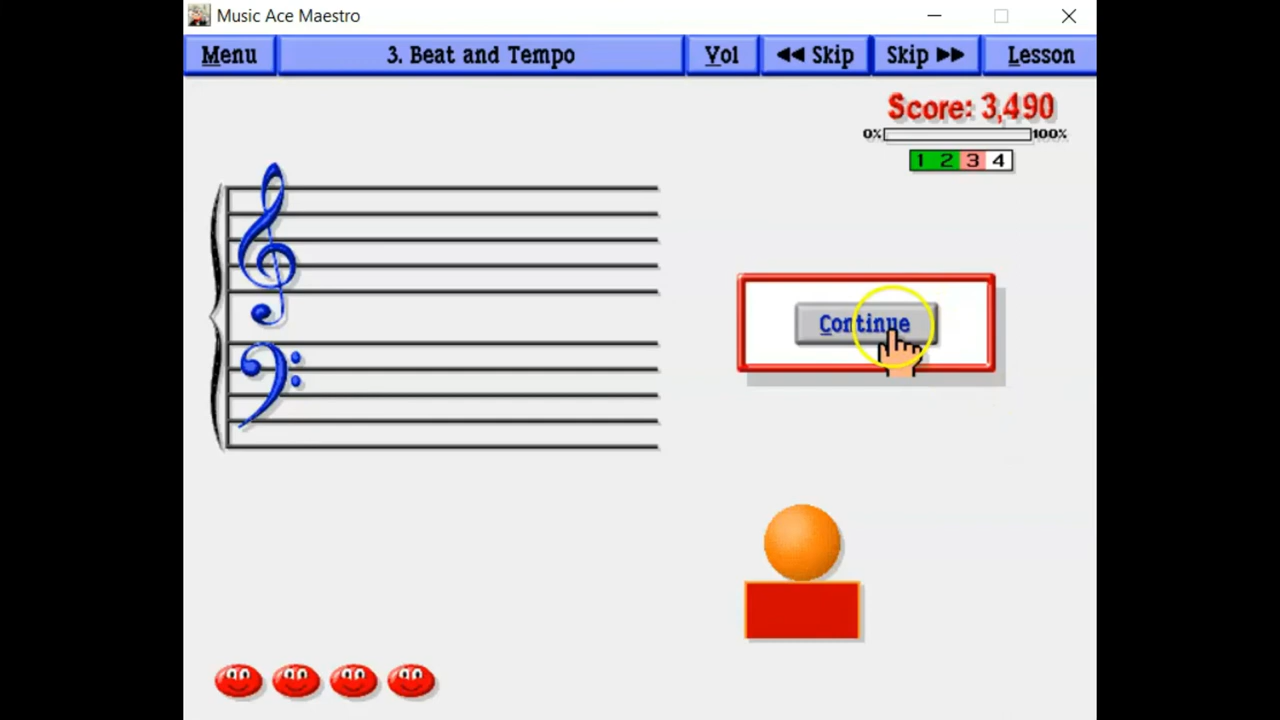 Music Ace Maestro
Menu 3. Beat and Tempo Vol Skip Skip Lesson
Score: 3,490
0% 100%
1 2 3 4
Continue